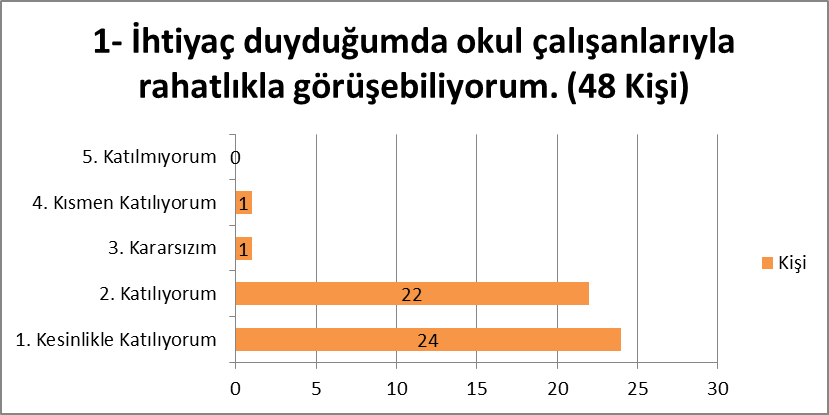 1- İhtiyaç duyduğumda okul çalışanlarıyla
rahatlıkla görüşebiliyorum. (48 Kişi)
5. Katılmıyorum
0
4. Kısmen Katılıyorum
1
3. Kararsızım
1
2. Katılıyorum
22
1. Kesinlikle Katılıyorum
24
Kişi
0 5 10 15 20 25 30